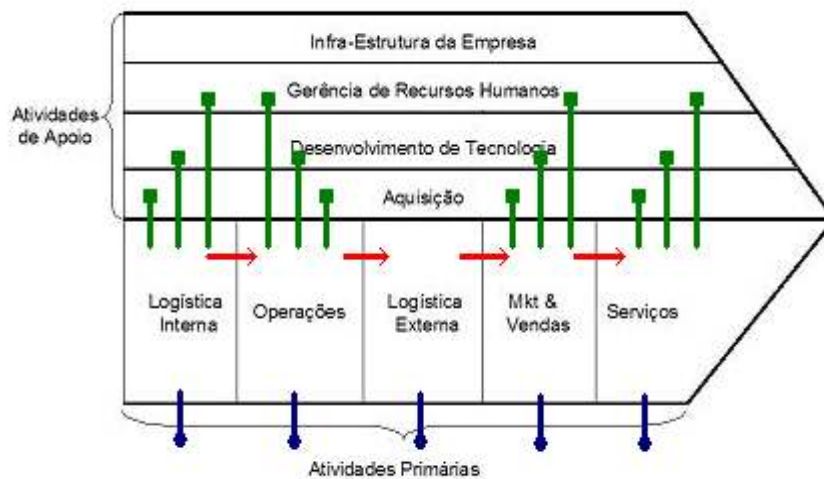 Infra-Estrutura da Empresa
Gerência de Recursos Humanos
Atividades
de Apoio
Desenvolvimento de Tecnologia
Aquisição
Logística
Interna
Operações
Logística
Externa
Mkt &
Vendas
Serviços
Atividades Primárias